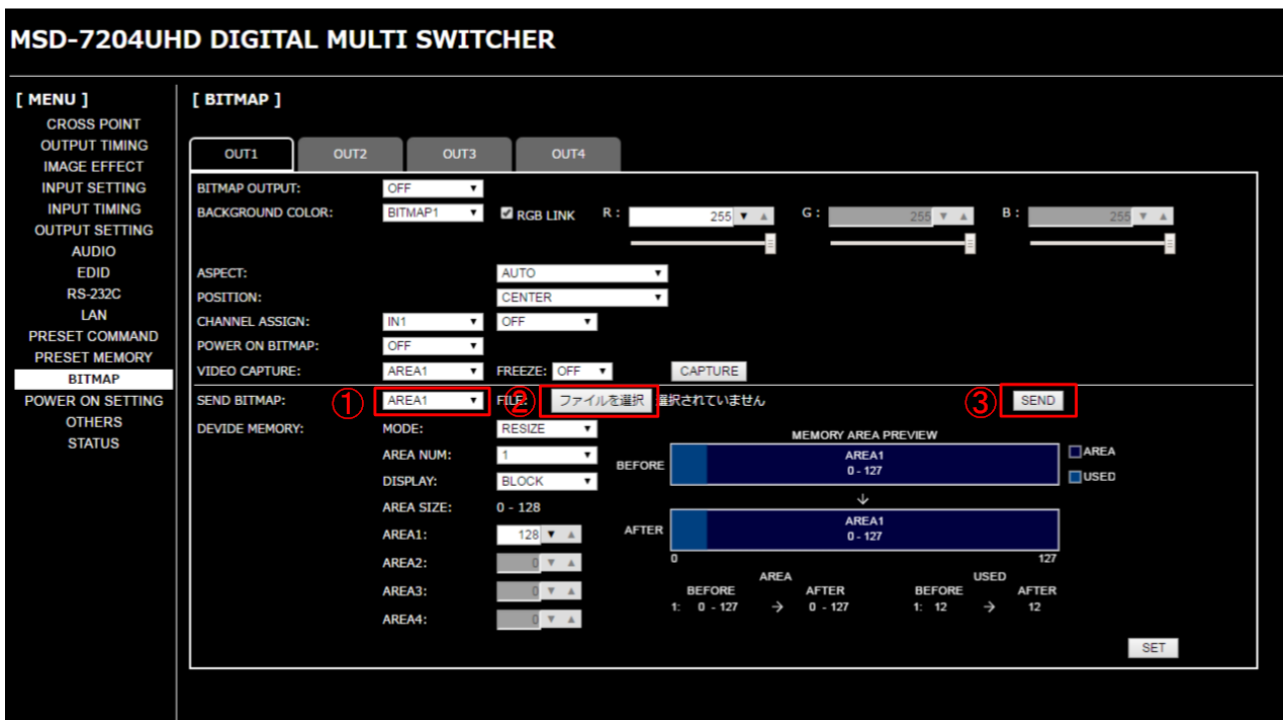 MSD-7204UHD DIGITAL MULTI SWITCHER
[ MENU ]
CROSS POINT
OUTPUT TIMING
IMAGE EFFECT
INPUT SETTING
INPUT TIMING
OUTPUT SETTING
AUDIO
EDID
RS-232C
LAN
PRESET COMMAND
PRESET MEMORY
BITMAP
POWER ON SETTING
OTHERS
STATUS
[ BITMAP ]
OUT1 OUT2 OUT3 OUT4
BITMAP OUTPUT: OFF
BACKGROUND COLOR: BITMAP1 RGB LINK R : 255 G : 255 B : 255
ASPECT: AUTO
POSITION: CENTER
CHANNEL ASSIGN: IN1 OFF
POWER ON BITMAP: OFF
VIDEO CAPTURE: AREA1 FREEZE: OFF CAPTURE
SEND BITMAP: ① AREA1 FILE: ② ファイルを選択 選択されていません ③ SEND
DEVIDE MEMORY: MODE: RESIZE
AREA NUM: 1
DISPLAY: BLOCK
AREA SIZE: 0 - 128
AREA1: 128
AREA2: 0
AREA3: 0
AREA4: 0
MEMORY AREA PREVIEW
BEFORE AREA1
0 - 127
AREA
USED
↓
AFTER AREA1
0 - 127
0 127
AREA USED
BEFORE AFTER BEFORE AFTER
1: 0 - 127 → 0 - 127 1: 12 → 12
SET